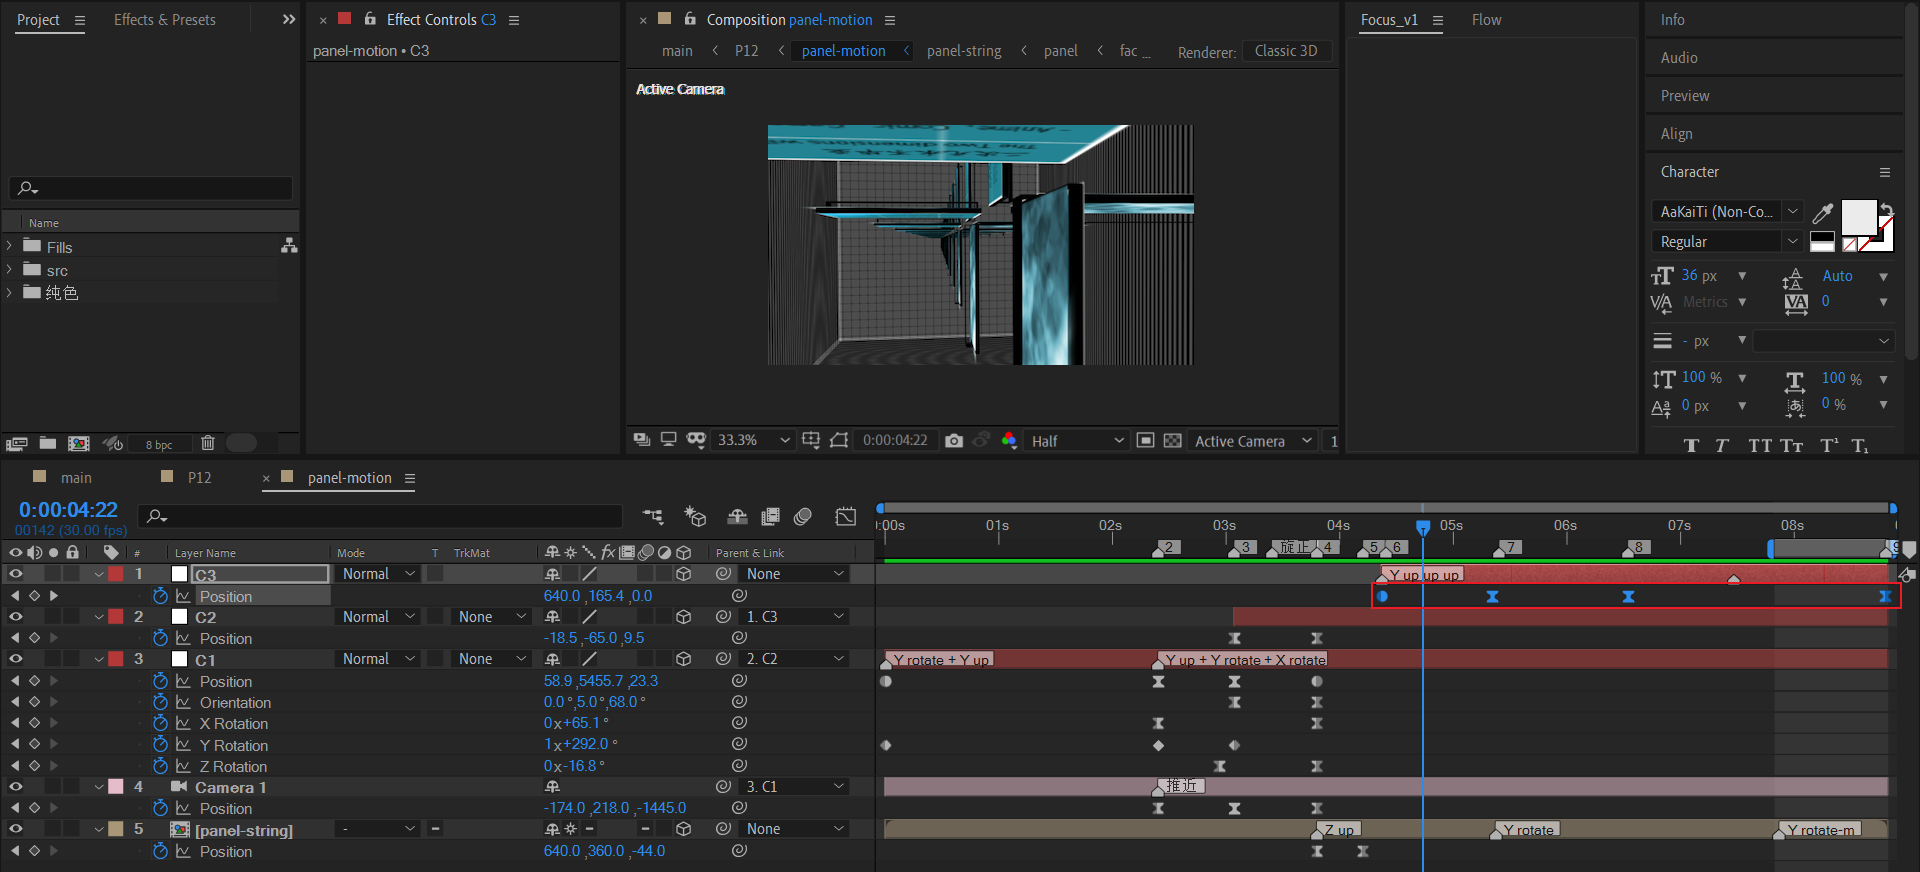 Project
Effects & Presets
Effect Controls C3
Composition panel-motion
Focus_v1
Flow
Info
panel-motion • C3
main
P12
panel-motion
panel-string
panel
fac ...
Renderer:
Classic 3D
Audio
Active Camera
Preview
Align
Character
Name
AaKaiTi (Non-Co...
Fills
Regular
src
纯色
36 px
Auto
Metrics
0
- px
100 %
100 %
0 px
0 %
8 bpc
33.3%
0:00:04:22
Half
Active Camera
1
main
P12
panel-motion
0:00:04:22
00142 (30.00 fps)
:00s
01s
02s
03s
04s
05s
06s
07s
08s
#
Layer Name
Mode
T
TrkMat
Parent & Link
2
3
旋正
4
5
6
7
8
9
1
C3
Normal
None
Y up up up
Position
640.0 ,165.4 ,0.0
2
C2
Normal
None
1. C3
Position
-18.5 ,-65.0 ,9.5
3
C1
Normal
None
2. C2
Y rotate + Y up
Y up + Y rotate + X rotate
Position
58.9 ,5455.7 ,23.3
Orientation
0.0 °,5.0 °,68.0 °
X Rotation
0x+65.1 °
Y Rotation
1x+292.0 °
Z Rotation
0x-16.8 °
4
Camera 1
3. C1
推近
Position
-174.0 ,218.0 ,-1445.0
5
[panel-string]
-
None
Z up
Y rotate
Y rotate-m
Position
640.0 ,360.0 ,-44.0